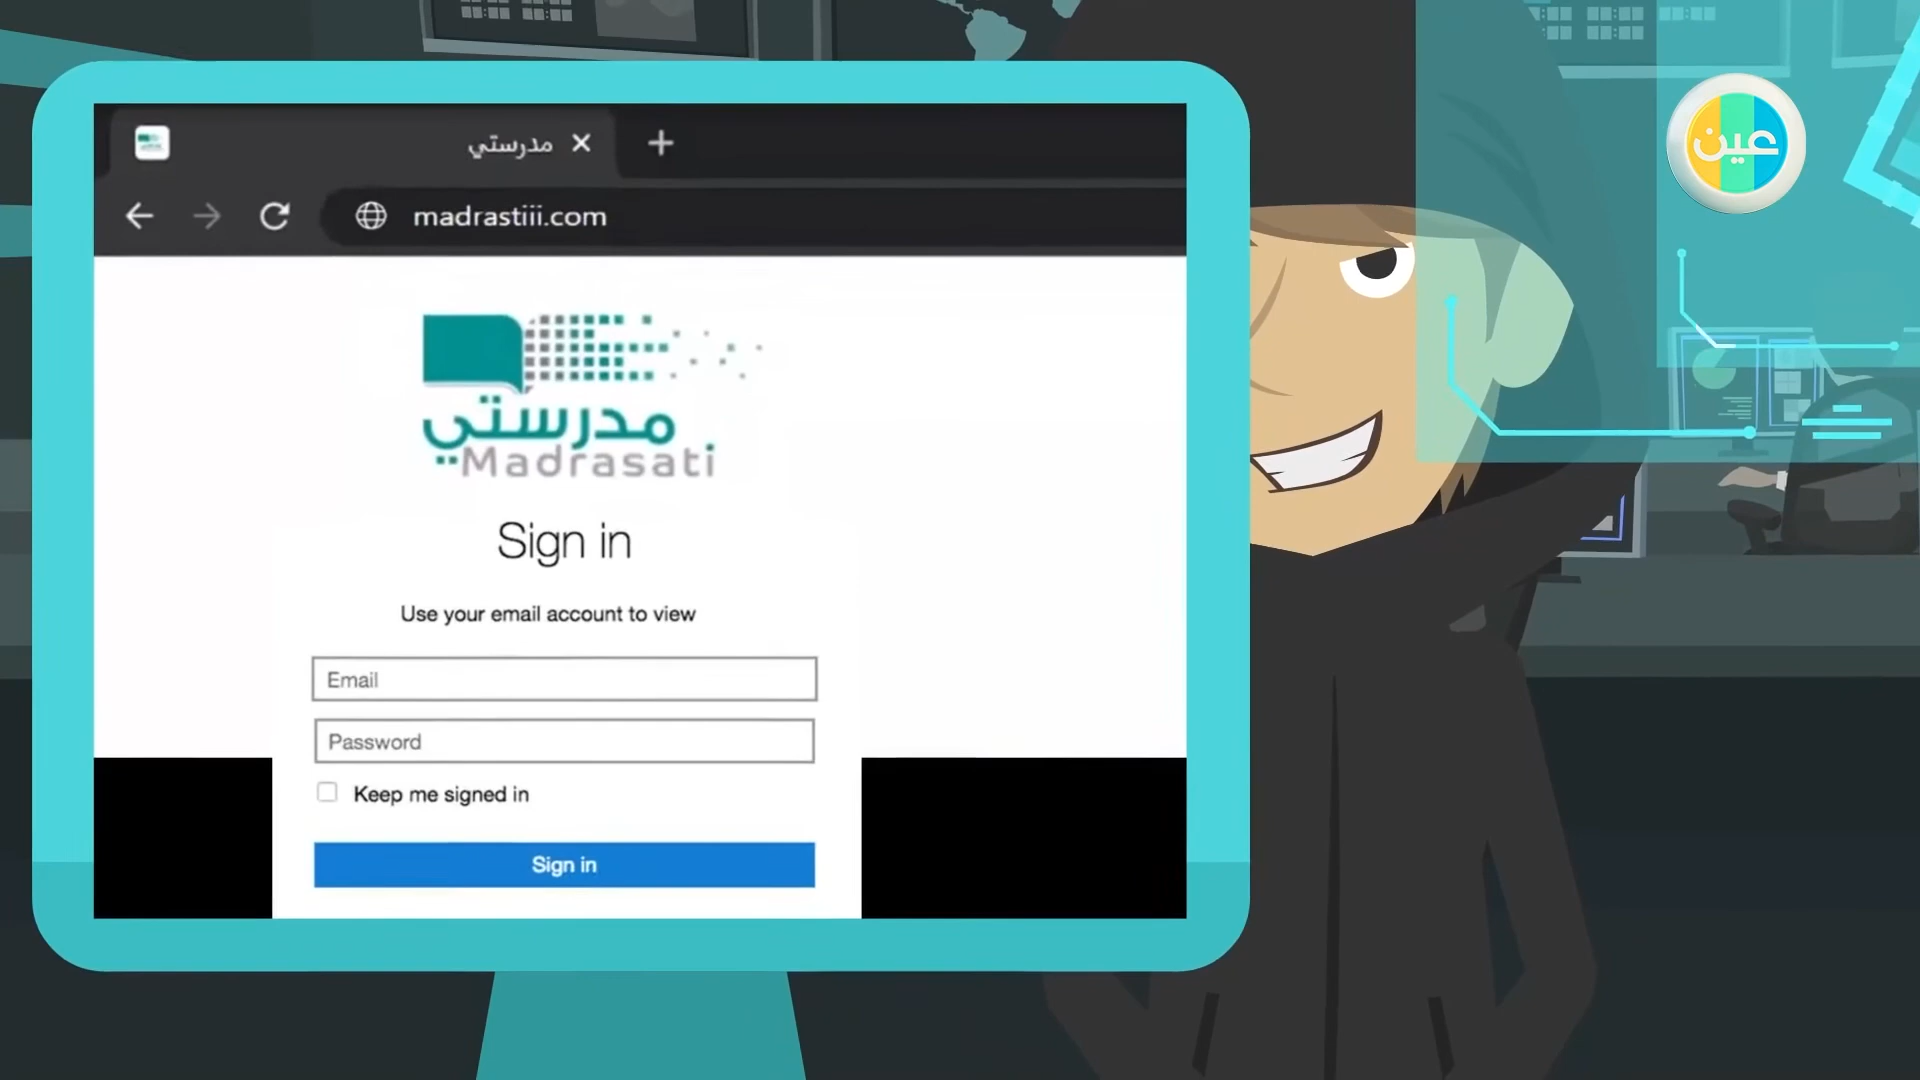 مدرستي
madrastiii.com
عين
مدرستي
Madrasati
Sign in
Use your email account to view
Email
Password
Keep me signed in
Sign in